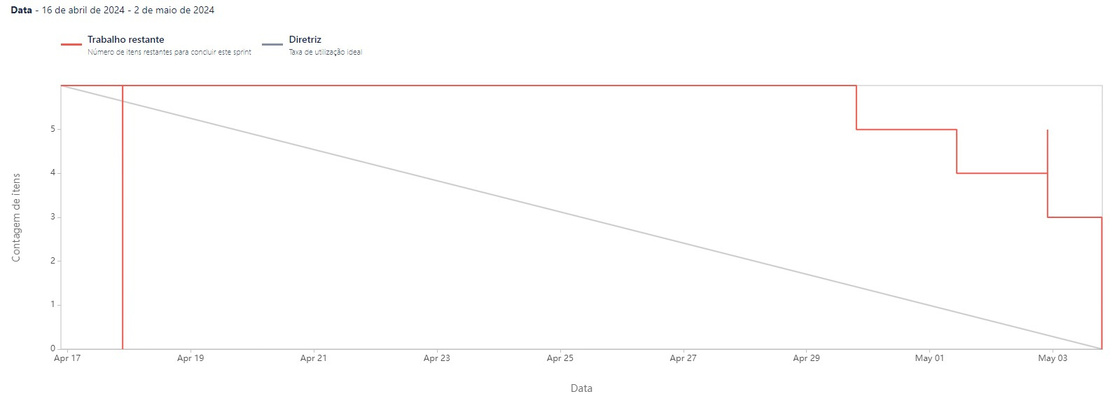 Data - 16 de abril de 2024 - 2 de maio de 2024
Trabalho restante
Número de itens restantes para concluir este sprint
Diretriz
Taxa de utilização ideal
Contagem de itens
5
4
3
2
1
0
Apr 17 Apr 19 Apr 21 Apr 23 Apr 25 Apr 27 Apr 29 May 01 May 03
Data